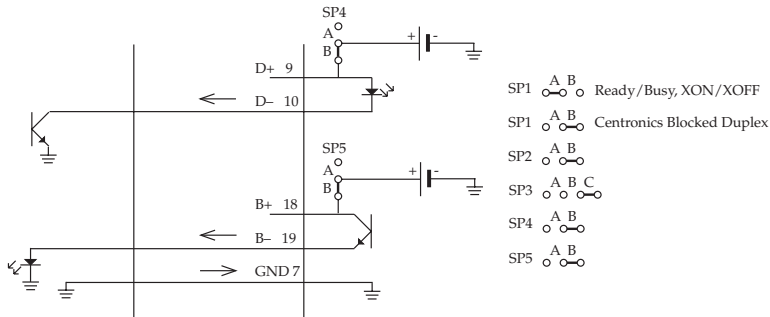 SP4
A
B
+ -
D+ 9
D– 10
SP5
A
B
+ -
B+ 18
B– 19
GND 7
SP1 A B Ready/Busy, XON/XOFF
SP1 A B Centronics Blocked Duplex
SP2 A B
SP3 A B C
SP4 A B
SP5 A B